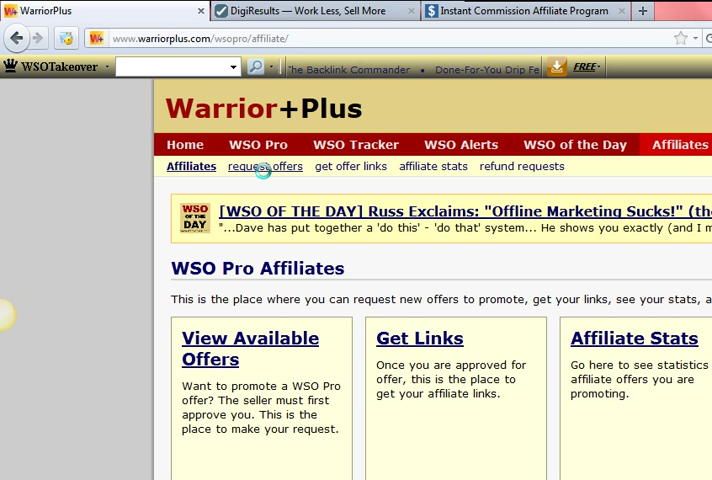 WarriorPlus
DigiResults — Work Less, Sell More
Instant Commission Affiliate Program
www.warriorplus.com/wsopro/affiliate/
WSOTakeover
he Backlink Commander • Done-For-You Drip Fe
FREE
Warrior+Plus
Home WSO Pro WSO Tracker WSO Alerts WSO of the Day Affiliates
Affiliates request offers get offer links affiliate stats refund requests
WSO OF THE DAY
[WSO OF THE DAY] Russ Exclaims: "Offline Marketing Sucks!" (th
"...Dave has put together a 'do this' - 'do that' system... He shows you exactly (and I m
WSO Pro Affiliates
This is the place where you can request new offers to promote, get your links, see your stats, a
View Available
Offers
Want to promote a WSO Pro
offer? The seller must first
approve you. This is the
place to make your request.
Get Links
Once you are approved for
offer, this is the place to
get your affiliate links.
Affiliate Stats
Go here to see statistics
affiliate offers you are
promoting.